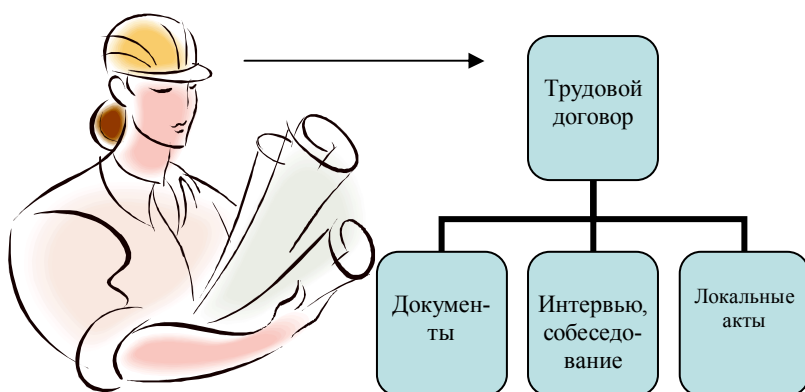 Трудовой
договор
Докумен-
ты
Интервью,
собеседо-
вание
Локальные
акты